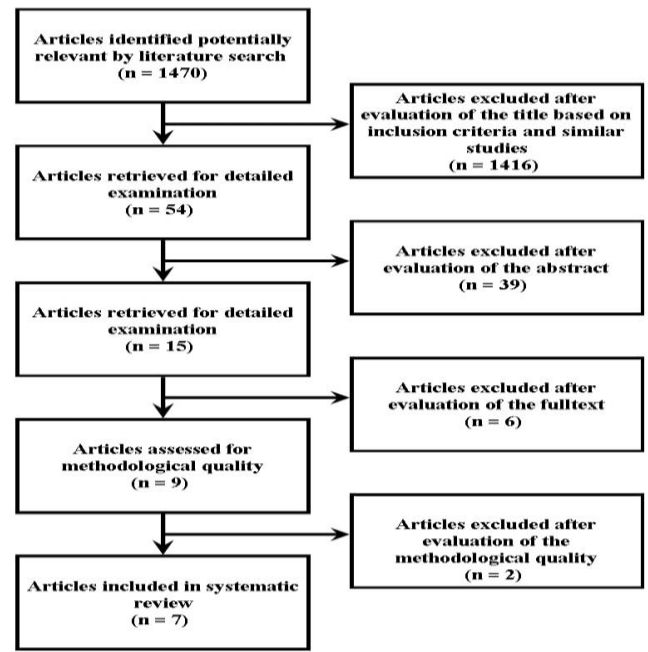 Articles identified potentially
relevant by literature search
(n = 1470)
Articles excluded after
evaluation of the title based on
inclusion criteria and similar
studies
(n = 1416)
Articles retrieved for detailed
examination
(n = 54)
Articles excluded after
evaluation of the abstract
(n = 39)
Articles retrieved for detailed
examination
(n = 15)
Articles excluded after
evaluation of the fulltext
(n = 6)
Articles assessed for
methodological quality
(n = 9)
Articles excluded after
evaluation of the
methodological quality
(n = 2)
Articles included in systematic
review
(n = 7)